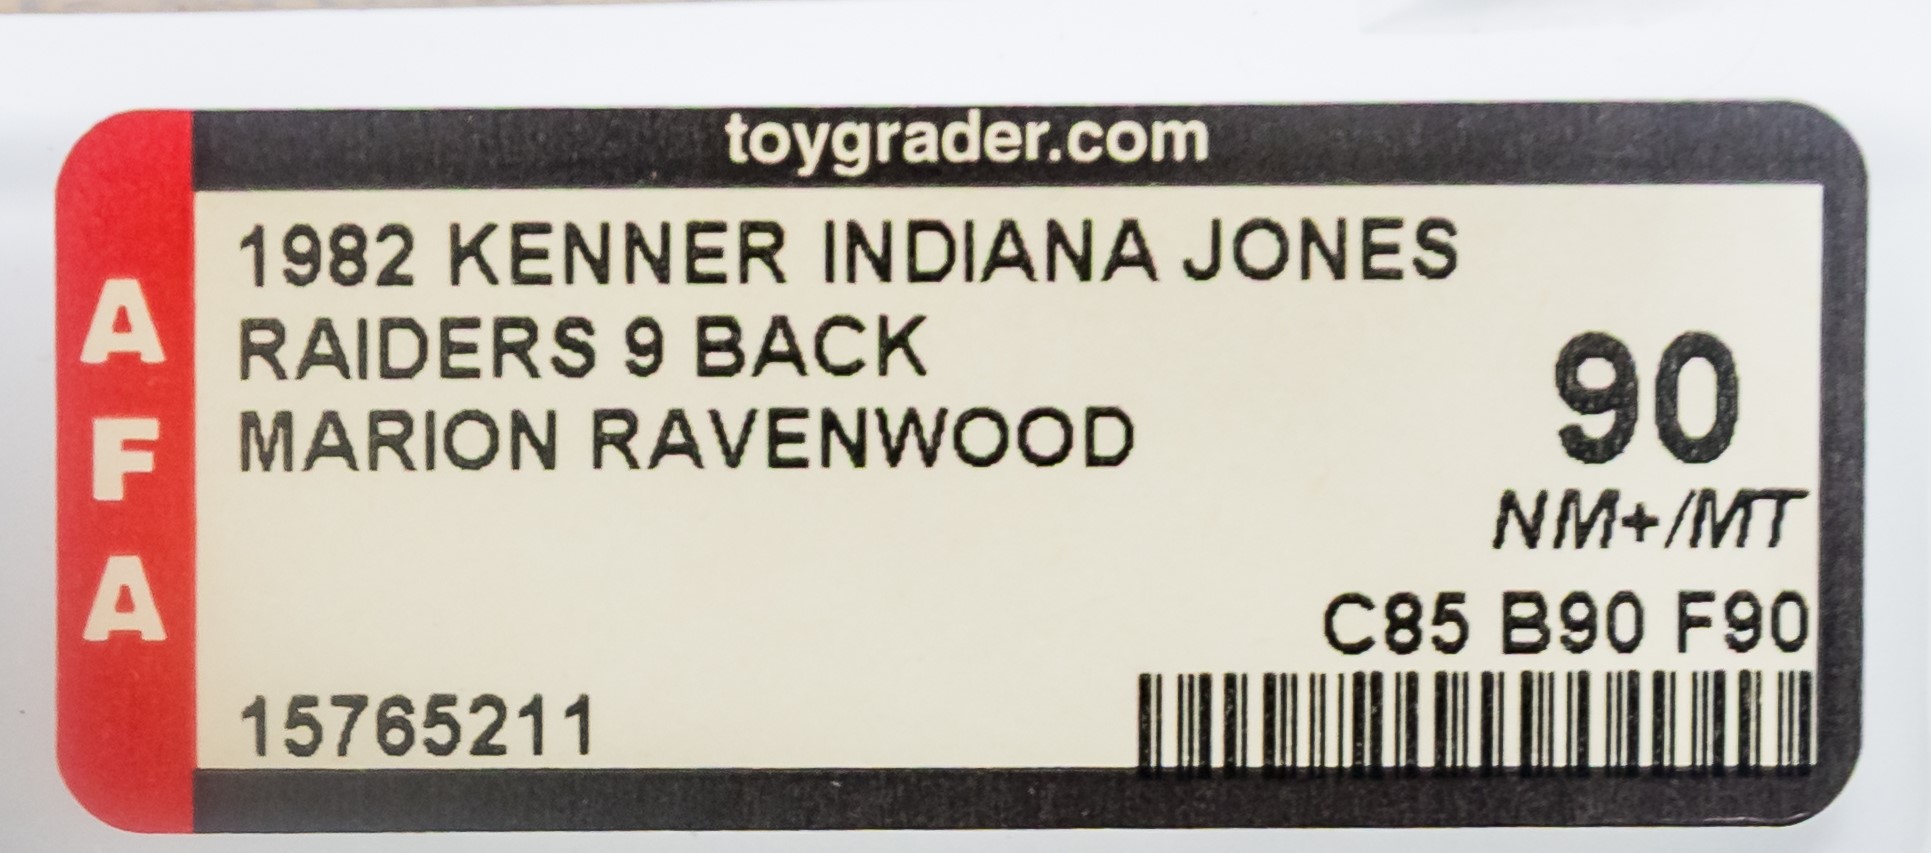 toygrader.com
AFA
1982 KENNER INDIANA JONES
RAIDERS 9 BACK
MARION RAVENWOOD
90
NM+/MT
C85 B90 F90
15765211